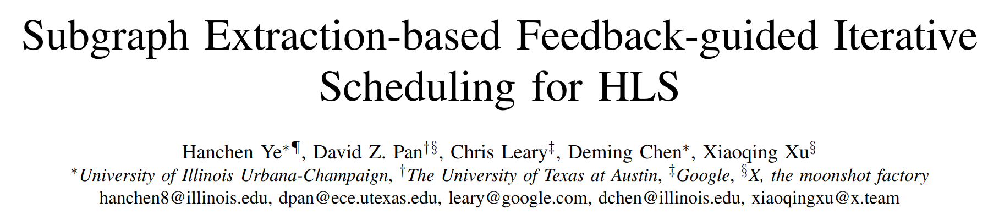 Subgraph Extraction-based Feedback-guided Iterative
Scheduling for HLS
Hanchen Ye*¶, David Z. Pan†§, Chris Leary‡, Deming Chen*, Xiaoqing Xu§
*University of Illinois Urbana-Champaign, †The University of Texas at Austin, ‡Google, §X, the moonshot factory
hanchen8@illinois.edu, dpan@ece.utexas.edu, leary@google.com, dchen@illinois.edu, xiaoqingxu@x.team